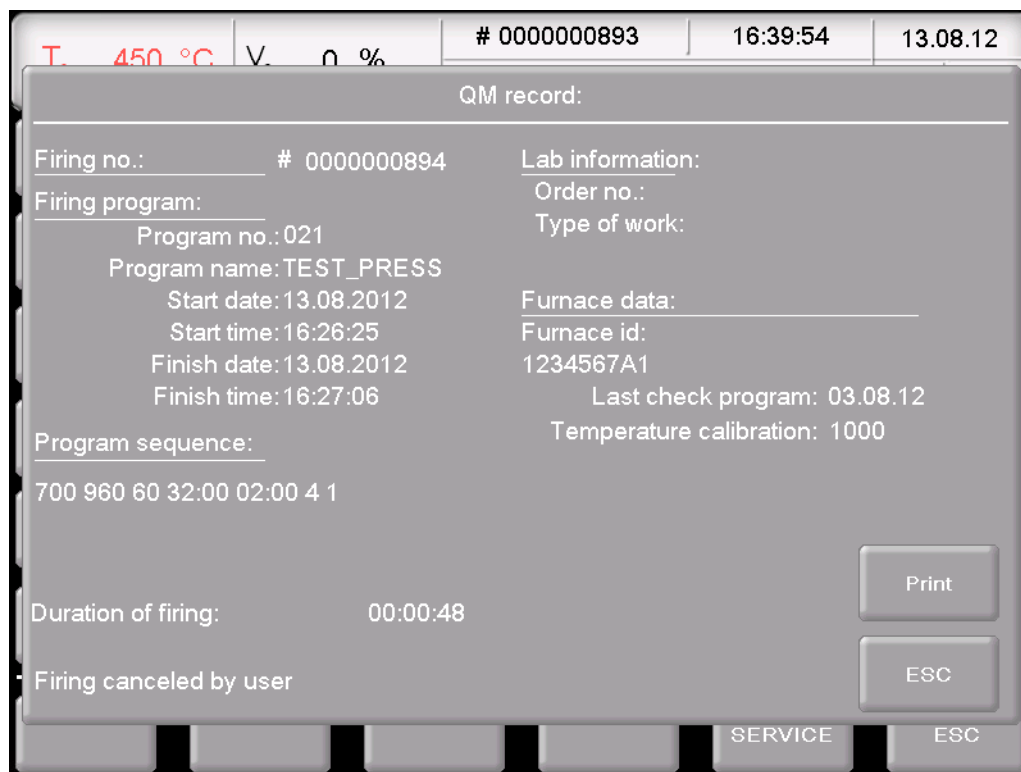 # 0000000893 16:39:54 13.08.12
T. 450 °C V. 0 %
QM record:
Firing no.: # 0000000894
Firing program:
Program no.: 021
Program name: TEST_PRESS
Start date: 13.08.2012
Start time: 16:26:25
Finish date: 13.08.2012
Finish time: 16:27:06
Program sequence:
700 960 60 32:00 02:00 4 1
Duration of firing: 00:00:48
Firing canceled by user
Lab information:
Order no.:
Type of work:
Furnace data:
Furnace id:
1234567A1
Last check program: 03.08.12
Temperature calibration: 1000
Print
ESC
SERVICE
ESC